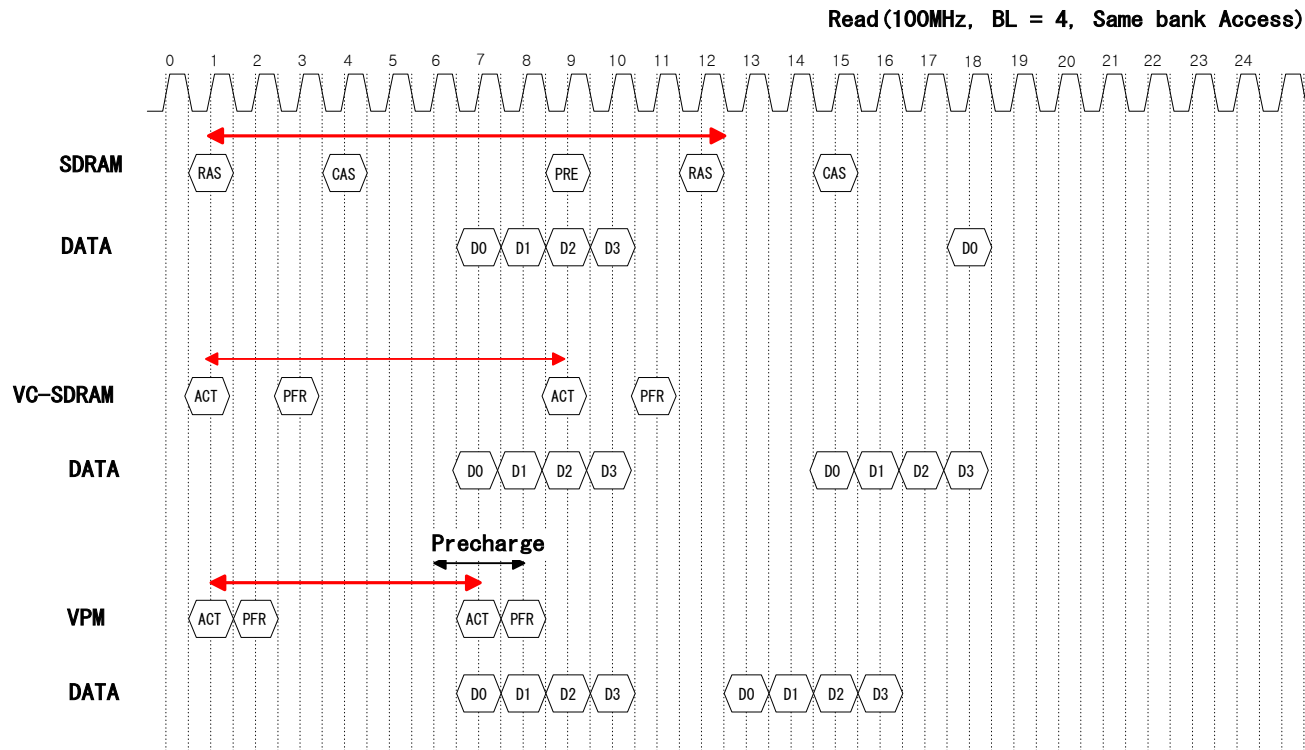 Read(100MHz, BL = 4, Same bank Access)
0 1 2 3 4 5 6 7 8 9 10 11 12 13 14 15 16 17 18 19 20 21 22 23 24
SDRAM RAS CAS PRE RAS CAS
DATA D0 D1 D2 D3 D0
VC-SDRAM ACT PFR ACT PFR
DATA D0 D1 D2 D3 D0 D1 D2 D3
Precharge
VPM ACT PFR ACT PFR
DATA D0 D1 D2 D3 D0 D1 D2 D3